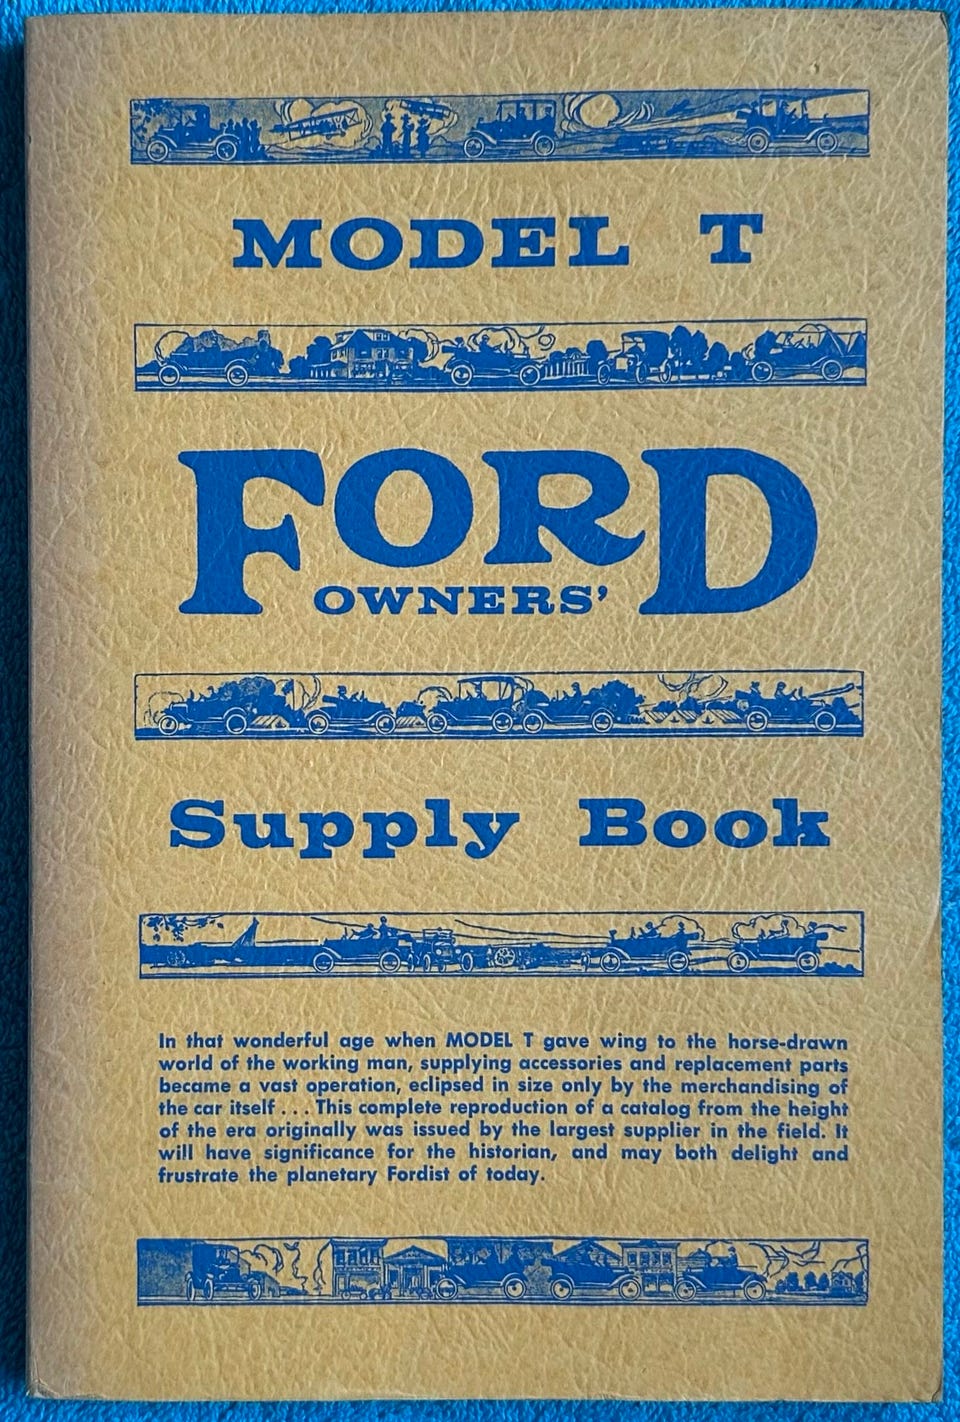 MODEL T
FORD
OWNERS’
Supply Book
In that wonderful age when MODEL T gave wing to the horse-drawn
world of the working man, supplying accessories and replacement parts
became a vast operation, eclipsed in size only by the merchandising of
the car itself . . . This complete reproduction of a catalog from the height
of the era originally was issued by the largest supplier in the field. It
will have significance for the historian, and may both delight and
frustrate the planetary Fordist of today.